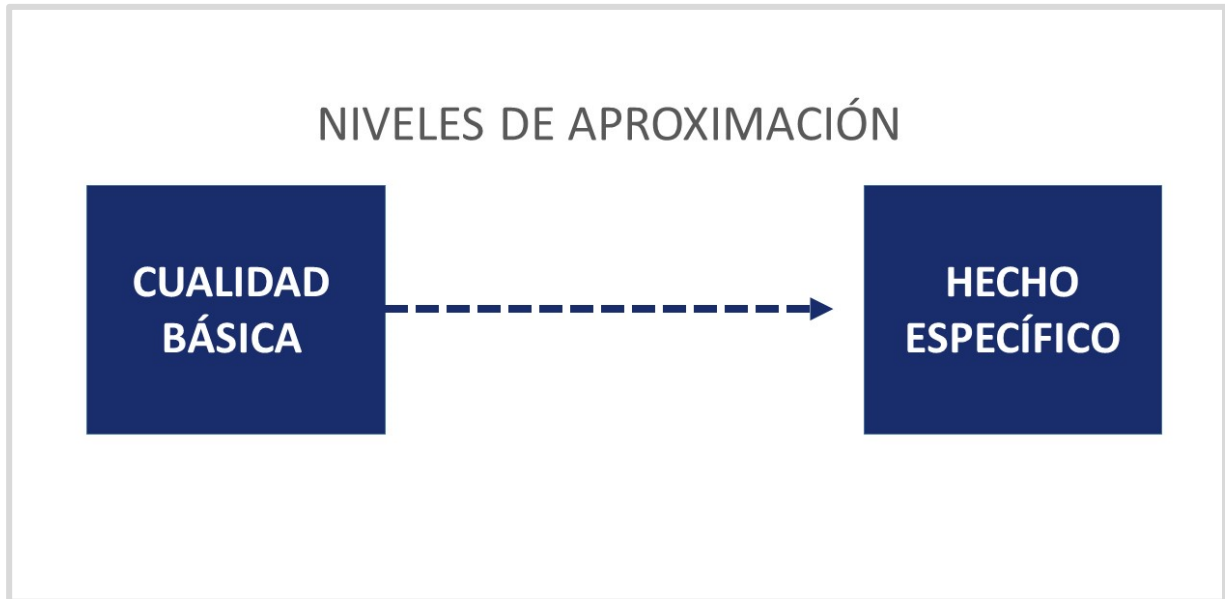 NIVELES DE APROXIMACIÓN
CUALIDAD
BÁSICA
HECHO
ESPECÍFICO